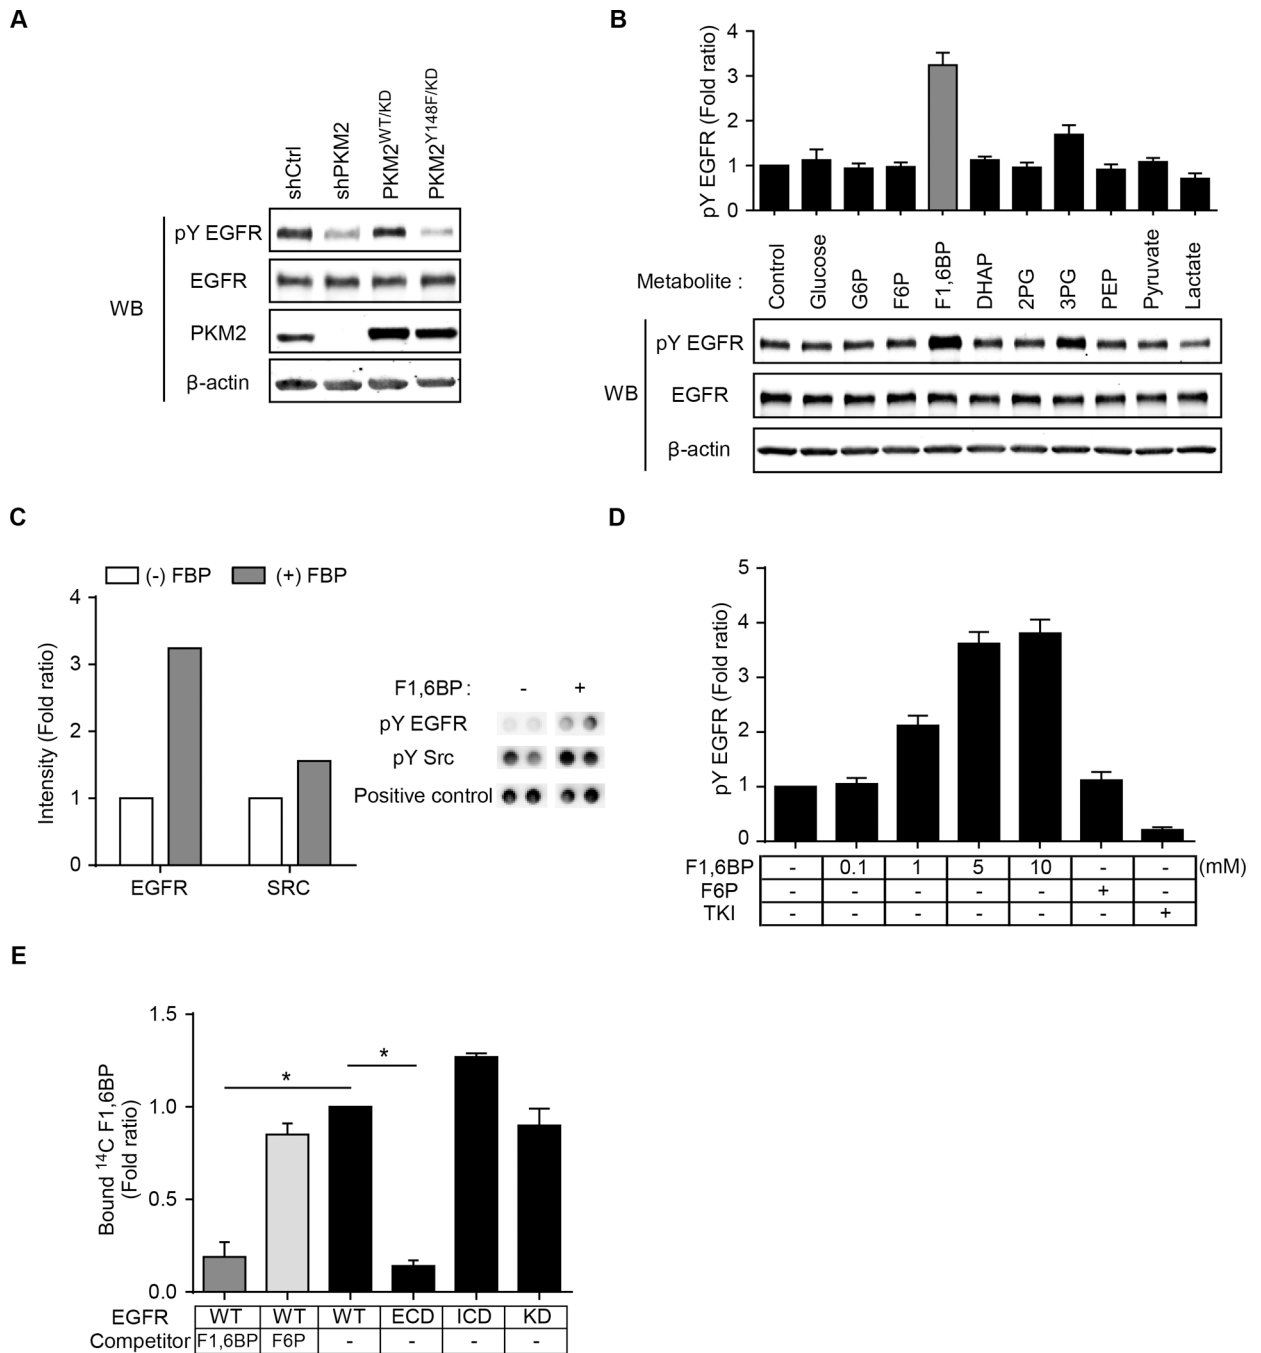 A
shCtrl
shPKM2
PKM2WT/KD
PKM2Y148F/KD
WB
pY EGFR
EGFR
PKM2
β-actin
B
pY EGFR (Fold ratio)
4
3
2
1
0
Metabolite :
Control
Glucose
G6P
F6P
F1,6BP
DHAP
2PG
3PG
PEP
Pyruvate
Lactate
WB
pY EGFR
EGFR
β-actin
C
(-) FBP (+) FBP
Intensity (Fold ratio)
4
3
2
1
0
EGFR SRC
F1,6BP : - +
pY EGFR
pY Src
Positive control
D
pY EGFR (Fold ratio)
5
4
3
2
1
0
F1,6BP - 0.1 1 5 10 - - (mM)
F6P - - - - - + -
TKI - - - - - - +
E
Bound 14C F1,6BP
(Fold ratio)
1.5
1.0
0.5
0.0
* *
EGFR WT WT WT ECD ICD KD
Competitor F1,6BP F6P - - - -